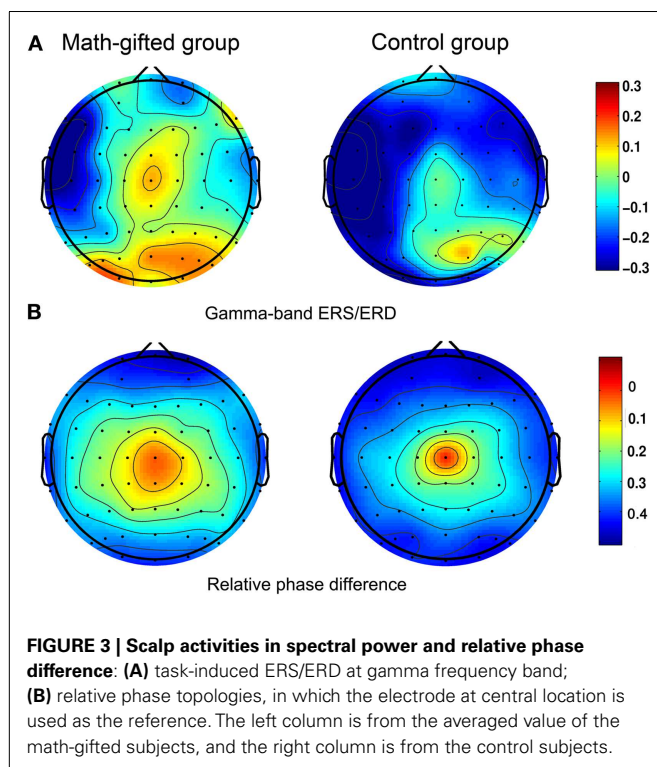 A Math-gifted group Control group
0.3
0.2
0.1
0
−0.1
−0.2
−0.3
B Gamma-band ERS/ERD
0
0.1
0.2
0.3
0.4
Relative phase difference
FIGURE 3 | Scalp activities in spectral power and relative phase
difference: (A) task-induced ERS/ERD at gamma frequency band;
(B) relative phase topologies, in which the electrode at central location is
used as the reference. The left column is from the averaged value of the
math-gifted subjects, and the right column is from the control subjects.